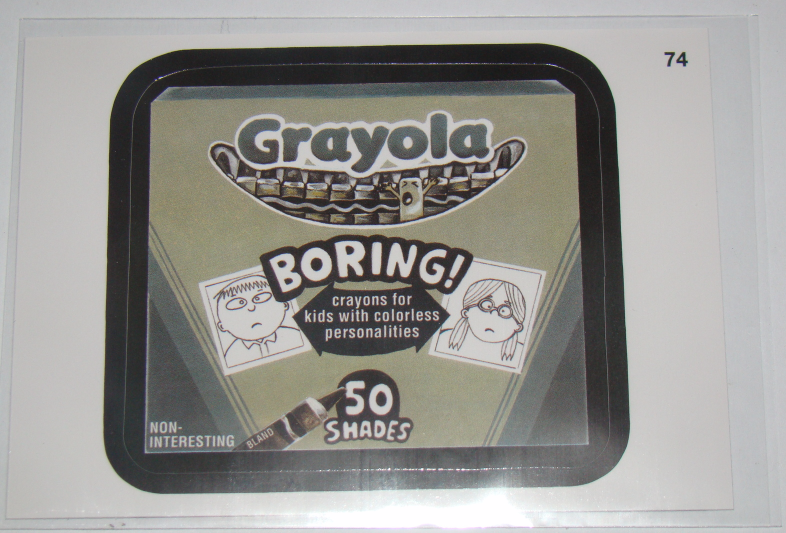 74
Grayola
BORING!
crayons for
kids with colorless
personalities
50
SHADES
NON-
INTERESTING
BLAND